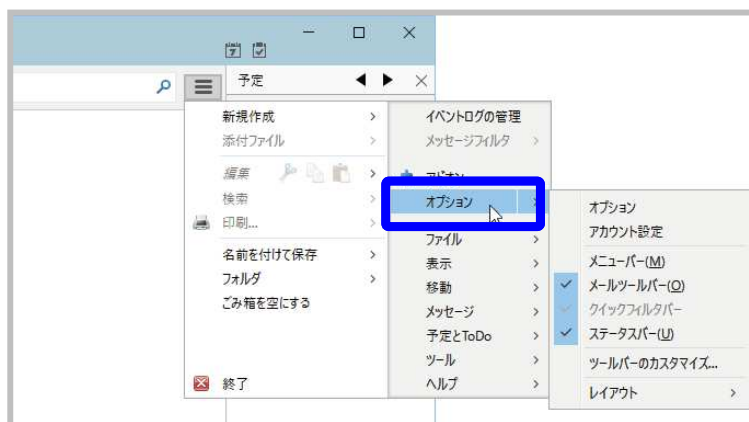 7
予定
新規作成
添付ファイル
編集
検索
印刷...
名前を付けて保存
フォルダ
ごみ箱を空にする
終了
イベントログの管理
メッセージフィルタ
アドオン
オプション
ファイル
表示
移動
メッセージ
予定とToDo
ツール
ヘルプ
オプション
アカウント設定
メニューバー(M)
メールツールバー(O)
クイックフィルタバー
ステータスバー(U)
ツールバーのカスタマイズ...
レイアウト